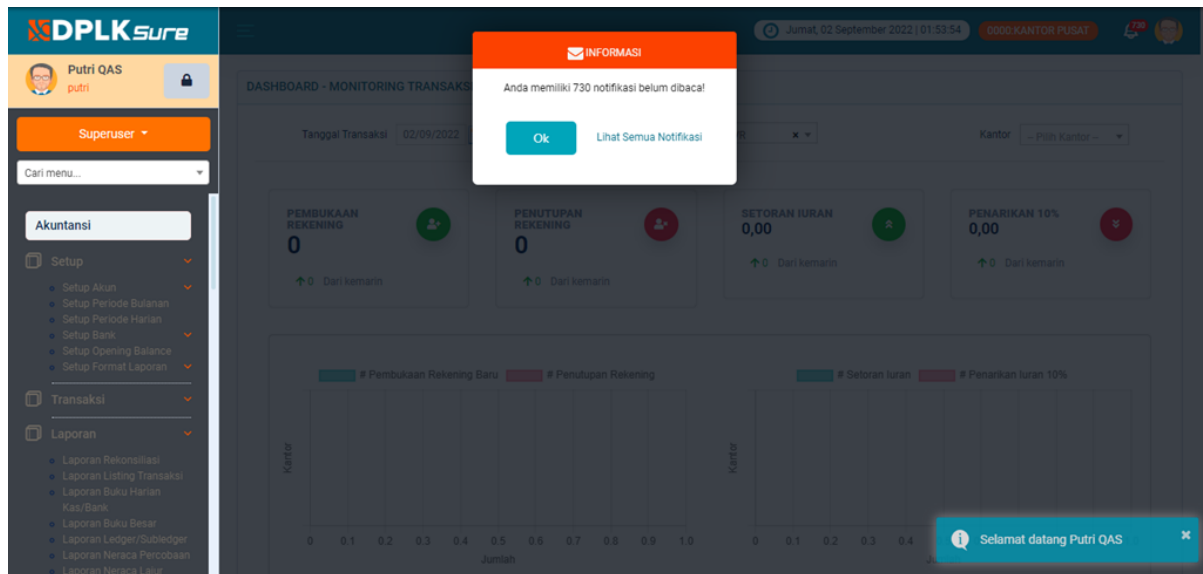 DPLKSure
Jumat, 02 September 2022 | 01:53:54
0000:KANTOR PUSAT
730
Putri QAS
putri
Superuser
Cari menu...
Akuntansi
Setup
Setup Akun
Setup Periode Bulanan
Setup Periode Harian
Setup Bank
Setup Opening Balance
Setup Format Laporan
Transaksi
Laporan
Laporan Rekonsiliasi
Laporan Listing Transaksi
Laporan Buku Harian
Kas/Bank
Laporan Buku Besar
Laporan Ledger/Subledger
Laporan Neraca Percobaan
Laporan Neraca Lajur
INFORMASI
Anda memiliki 730 notifikasi belum dibaca!
Ok Lihat Semua Notifikasi
DASHBOARD - MONITORING TRANSAKSI
Tanggal Transaksi 02/09/2022
Kantor -- Pilih Kantor --
PEMBUKAAN
REKENING
0
0 Dari kemarin
PENUTUPAN
REKENING
0
0 Dari kemarin
SETORAN IURAN
0,00
0 Dari kemarin
PENARIKAN 10%
0,00
0 Dari kemarin
# Pembukaan Rekening Baru # Penutupan Rekening
Kantor
0 0.1 0.2 0.3 0.4 0.5 0.6 0.7 0.8 0.9 1.0
Jumlah
# Setoran Iuran # Penarikan Iuran 10%
Kantor
0 0.1 0.2 0.3 0.4
Selamat datang Putri QAS